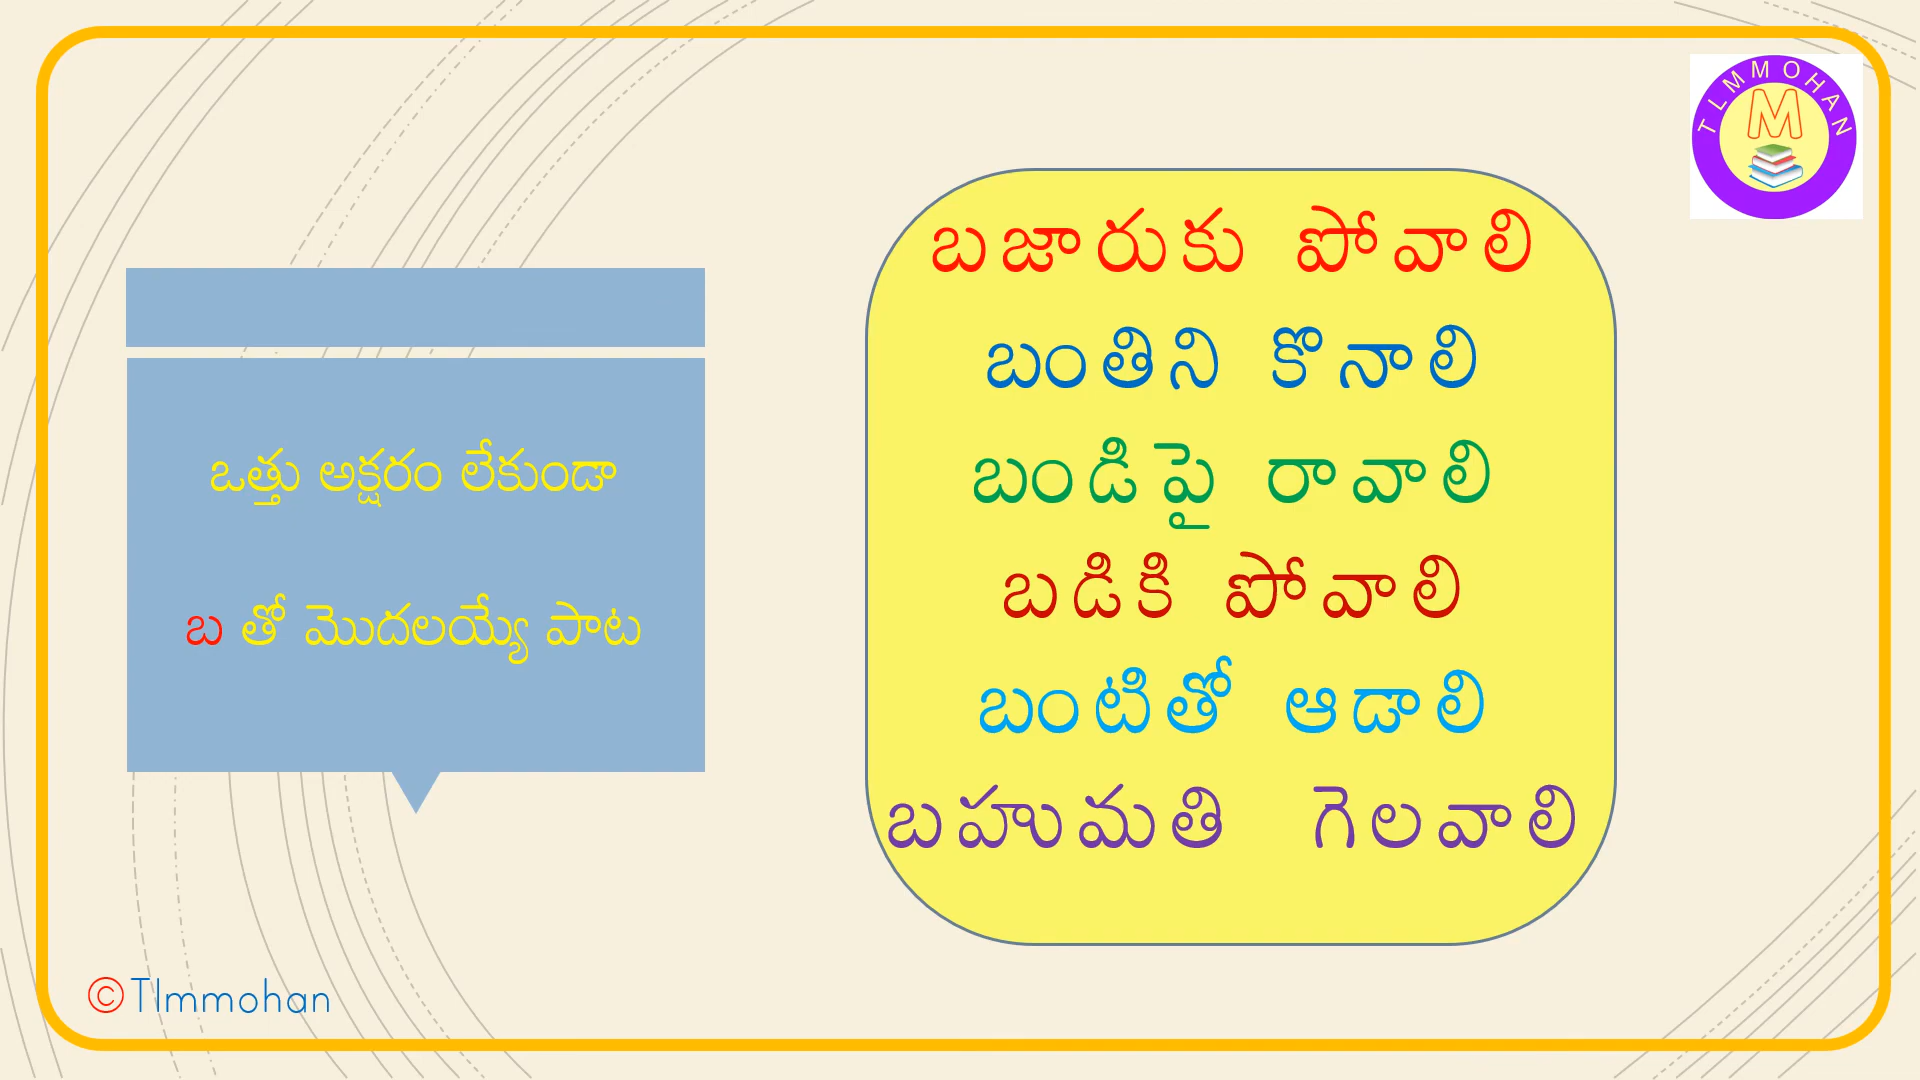 TLMMOHAN
M
ఒత్తు అక్షరం లేకుండా
బ తో మొదలయ్యే పాట
బజారుకు పోవాలి
బంతిని కొనాలి
బండిపై రావాలి
బడికి పోవాలి
బంటితో ఆడాలి
బహుమతి గెలవాలి
©Tlmmohan